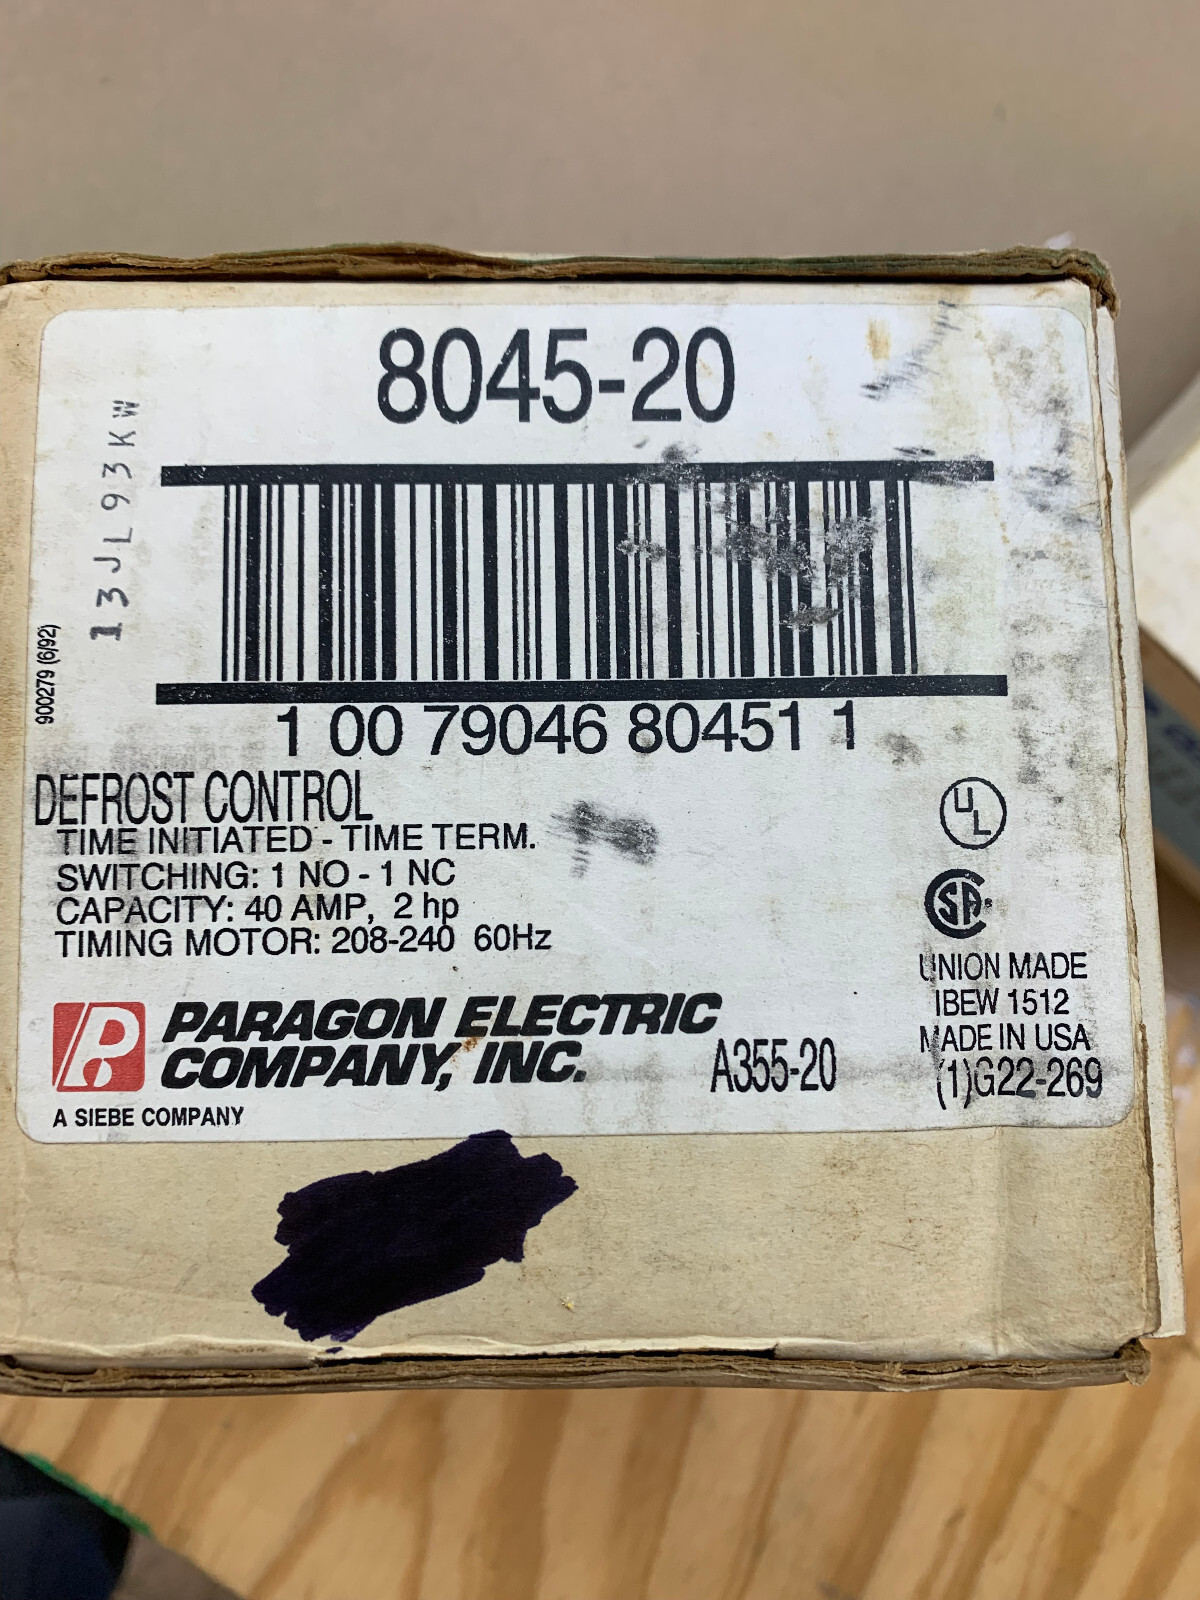 8045-20
13JL93KW
900279 (6/92)
1 00 79046 80451 1
DEFROST CONTROL
TIME INITIATED - TIME TERM.
SWITCHING: 1 NO - 1 NC
CAPACITY: 40 AMP, 2 hp
TIMING MOTOR: 208-240 60Hz
UL
SA
UNION MADE
IBEW 1512
MADE IN USA
(1)G22-269
P
PARAGON ELECTRIC
COMPANY, INC.
A355-20
A SIEBE COMPANY